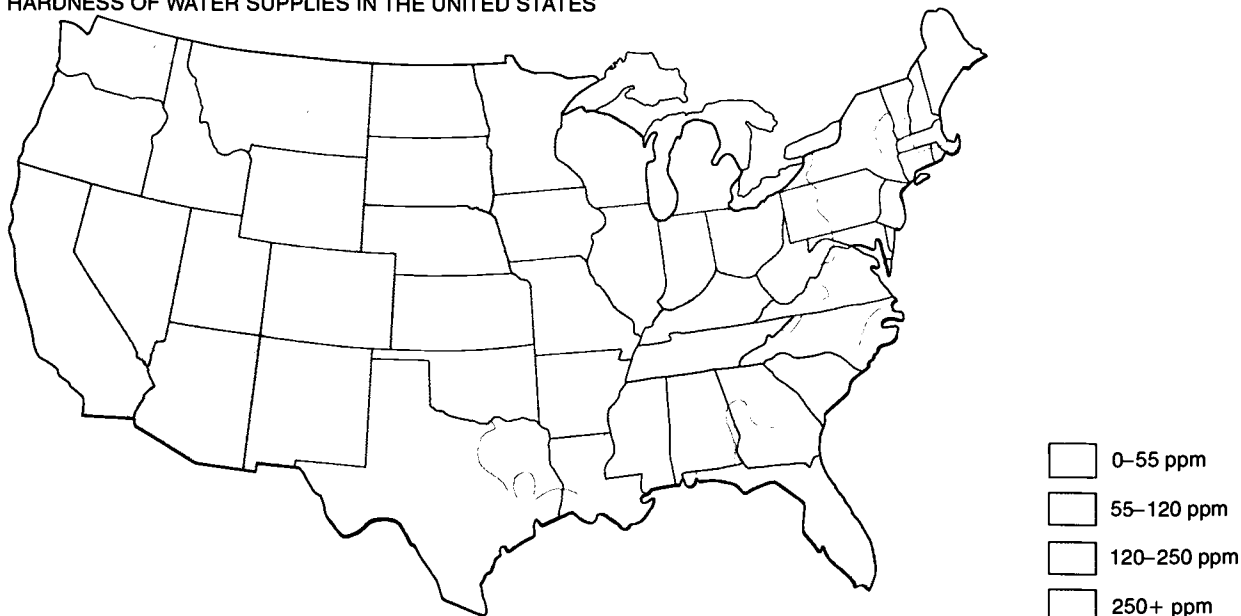 HARDNESS OF WATER SUPPLIES IN THE UNITED STATES
0–55 ppm
55–120 ppm
120–250 ppm
250+ ppm